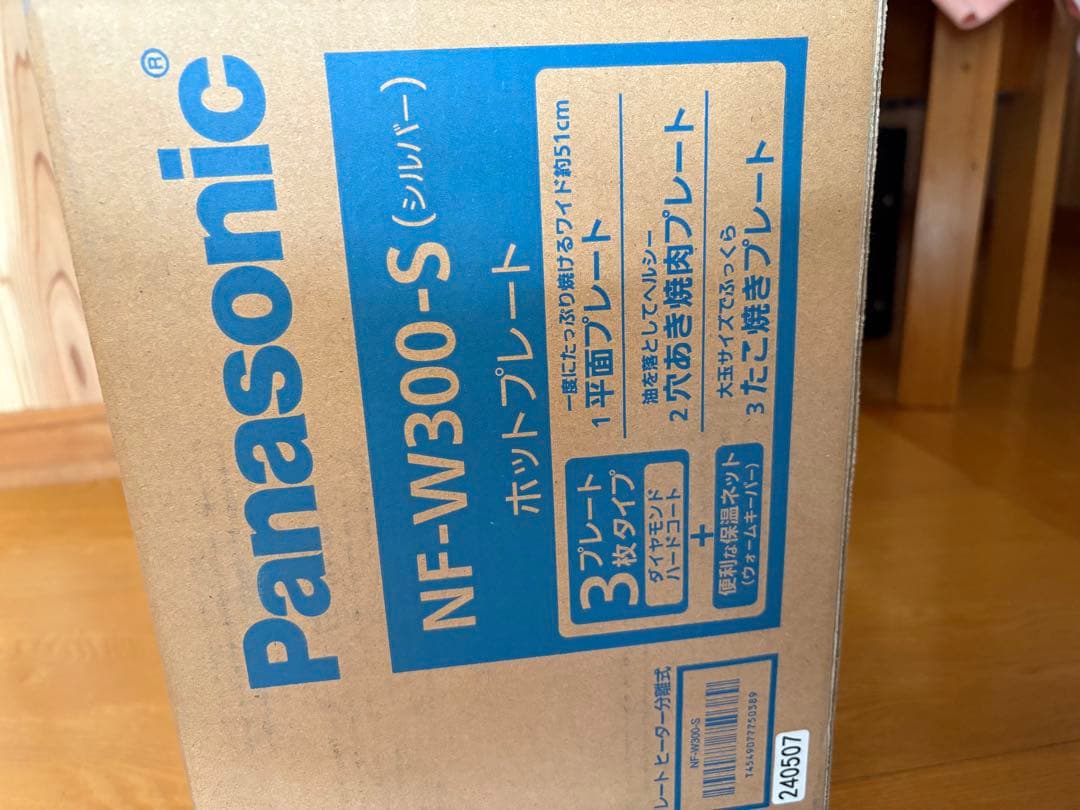 Panasonic®
NF-W300-S(シルバー)
ホットプレート
3プレート
枚タイプ
ダイヤモンド
ハードコート
+
便利な保温ネット
(ウォームキーパー)
一度にたっぷり焼けるワイド約51cm
1 平面プレート
油を落としてヘルシー
2 穴あき焼肉プレート
大玉サイズでふっくら
3 たこ焼きプレート
レート ヒーター分離式
NF-W300-S
T4549077750389
240507